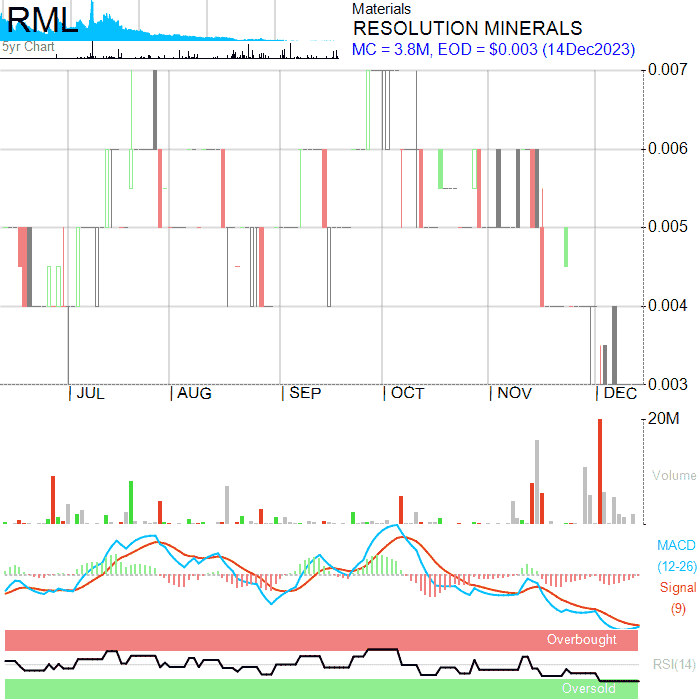 RML
5yr Chart
Materials
RESOLUTION MINERALS
MC = 3.8M, EOD = $0.003 (14Dec2023)
0.007
0.006
0.005
0.004
0.003
JUL
AUG
SEP
OCT
NOV
DEC
20M
Volume
MACD
(12-26)
Signal
(9)
Overbought
RSI(14)
Oversold